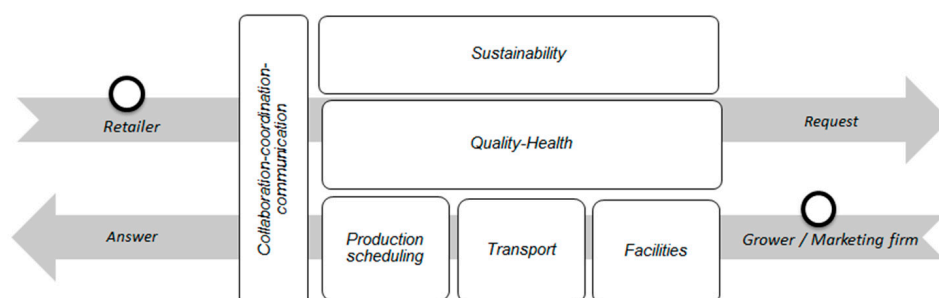 Collaboration-coordination-
communication
Sustainability
Retailer
Quality-Health
Request
Answer
Production
scheduling
Transport
Facilities
Grower / Marketing firm